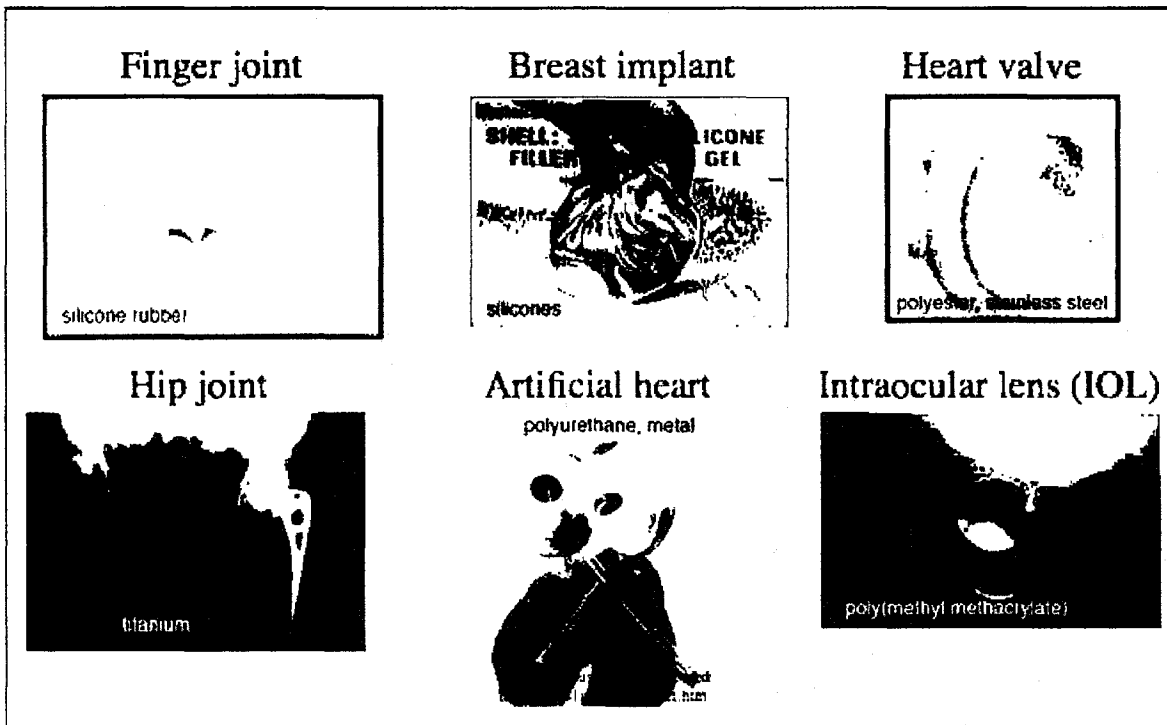 Finger joint
Breast implant
Heart valve
SHELL: LICONE
FILLER GEL
silicone rubber
silicones
polyester, stainless steel
Hip joint
Artificial heart
Intraocular lens (IOL)
polyurethane, metal
titanium
poly(methyl methacrylate)